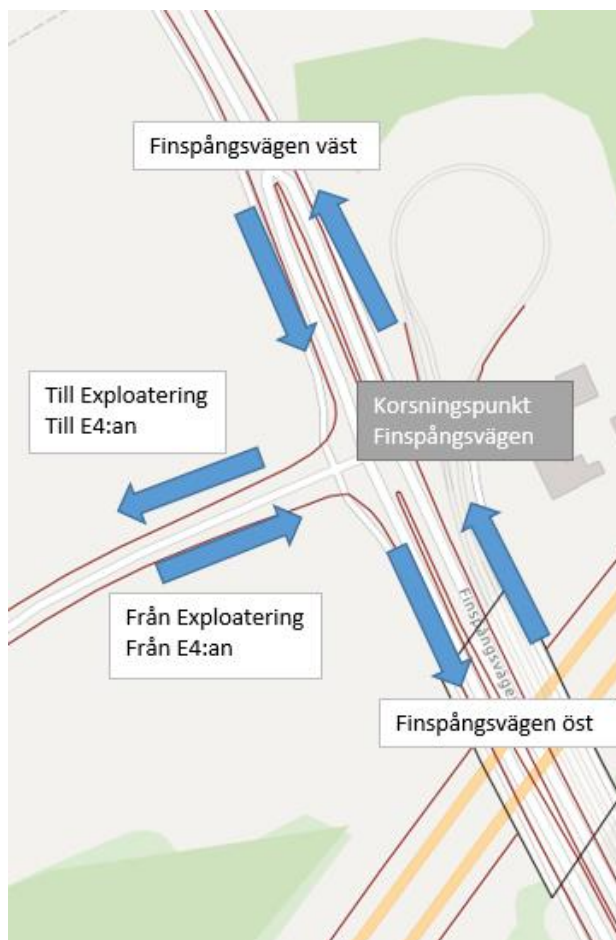 Finspångsvägen väst
Till Exploatering
Till E4:an
Korsningspunkt
Finspångsvägen
Från Exploatering
Från E4:an
Finspångsvägen
Finspångsvägen öst